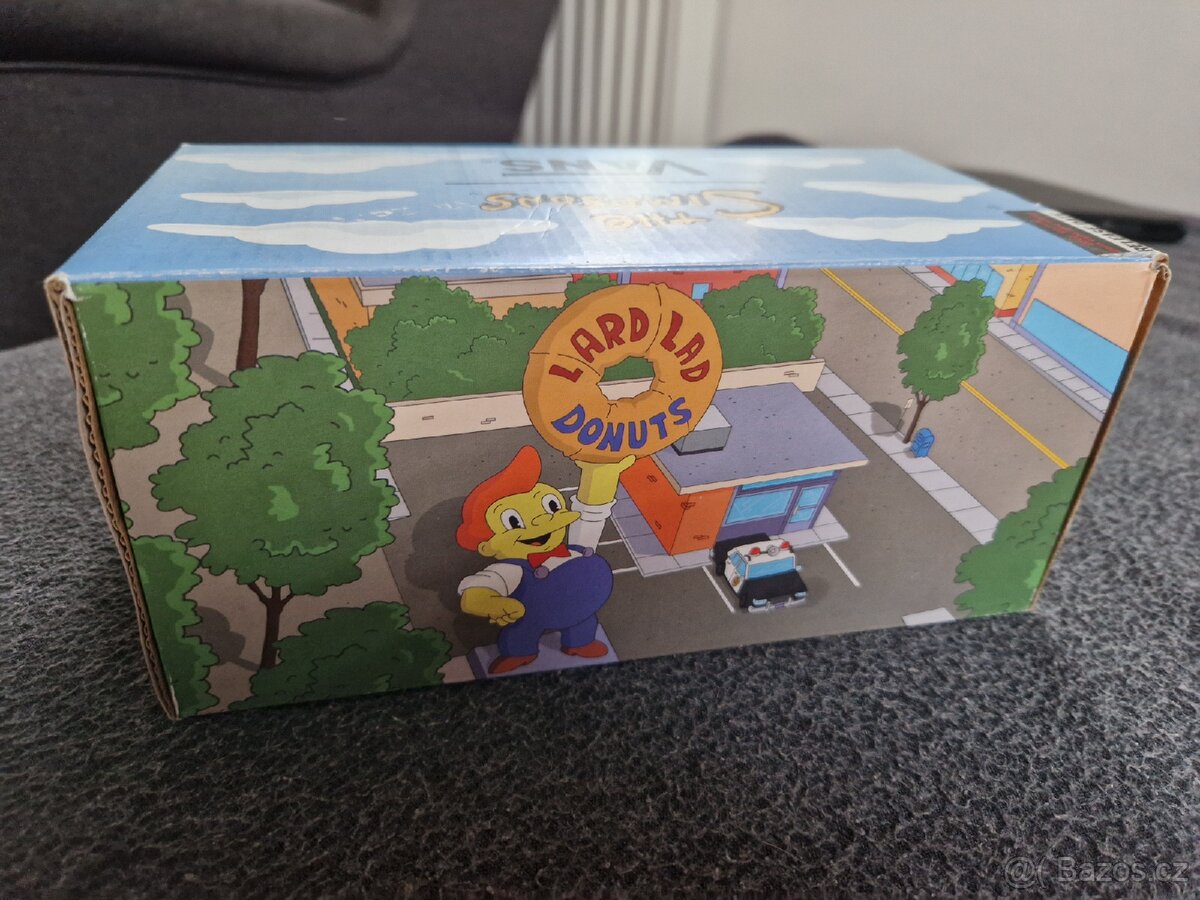 VANS
The
Simpsons
LARD LAD
DONUTS
@( Bazos.cz